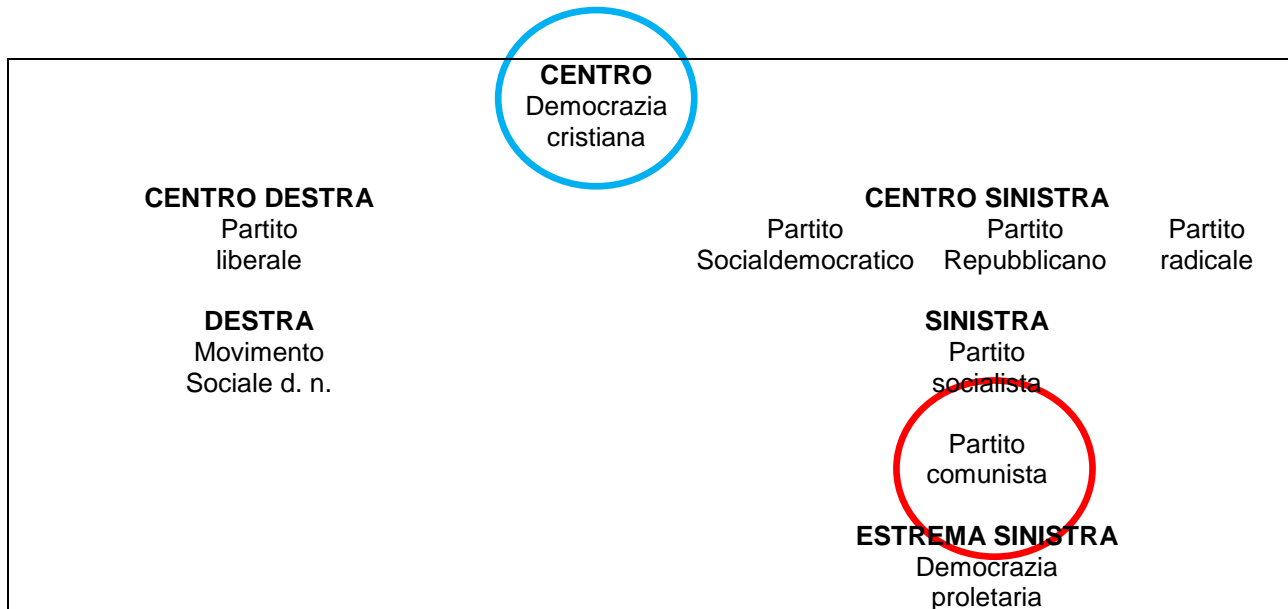 CENTRO
Democrazia
cristiana
CENTRO DESTRA
Partito
liberale
CENTRO SINISTRA
Partito Partito Partito
Socialdemocratico Repubblicano radicale
DESTRA
Movimento
Sociale d. n.
SINISTRA
Partito
socialista
Partito
comunista
ESTREMA SINISTRA
Democrazia
proletaria